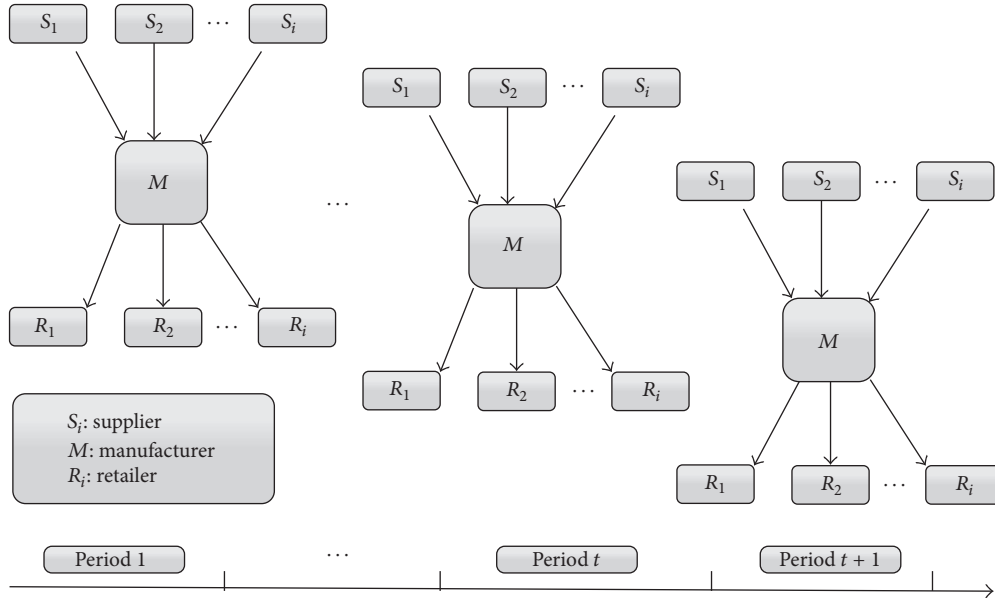 S₁ S₂ ⋯ Sᵢ
M
R₁ R₂ ⋯ Rᵢ
⋯
S₁ S₂ ⋯ Sᵢ
M
R₁ R₂ ⋯ Rᵢ
S₁ S₂ ⋯ Sᵢ
M
R₁ R₂ ⋯ Rᵢ
Sᵢ: supplier
M: manufacturer
Rᵢ: retailer
Period 1 ⋯ Period t Period t + 1